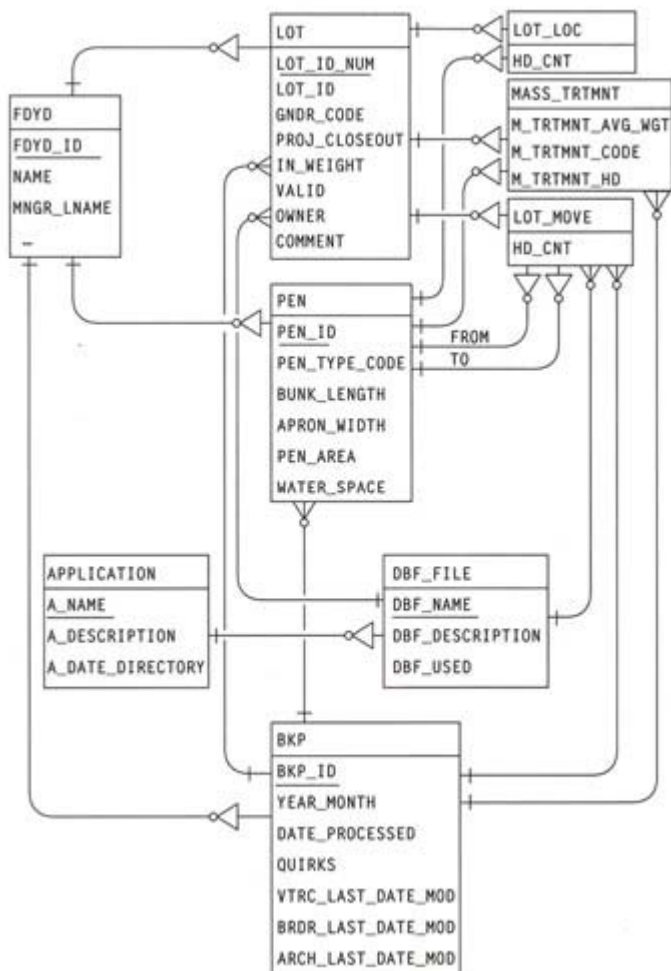 LOT
LOT_ID_NUM
LOT_ID
GNDR_CODE
PROJ_CLOSEOUT
IN_WEIGHT
VALID
OWNER
COMMENT
LOT_LOC
HD_CNT
MASS_TRTMNT
M_TRTMNT_AVG_WGT
M_TRTMNT_CODE
M_TRTMNT_HD
LOT_MOVE
HD_CNT
FDYD
FDYD_ID
NAME
MNGR_LNAME
_
PEN
PEN_ID
PEN_TYPE_CODE
BUNK_LENGTH
APRON_WIDTH
PEN_AREA
WATER_SPACE
FROM
TO
APPLICATION
A_NAME
A_DESCRIPTION
A_DATE_DIRECTORY
DBF_FILE
DBF_NAME
DBF_DESCRIPTION
DBF_USED
BKP
BKP_ID
YEAR_MONTH
DATE_PROCESSED
QUIRKS
VTRC_LAST_DATE_MOD
BRDR_LAST_DATE_MOD
ARCH_LAST_DATE_MOD